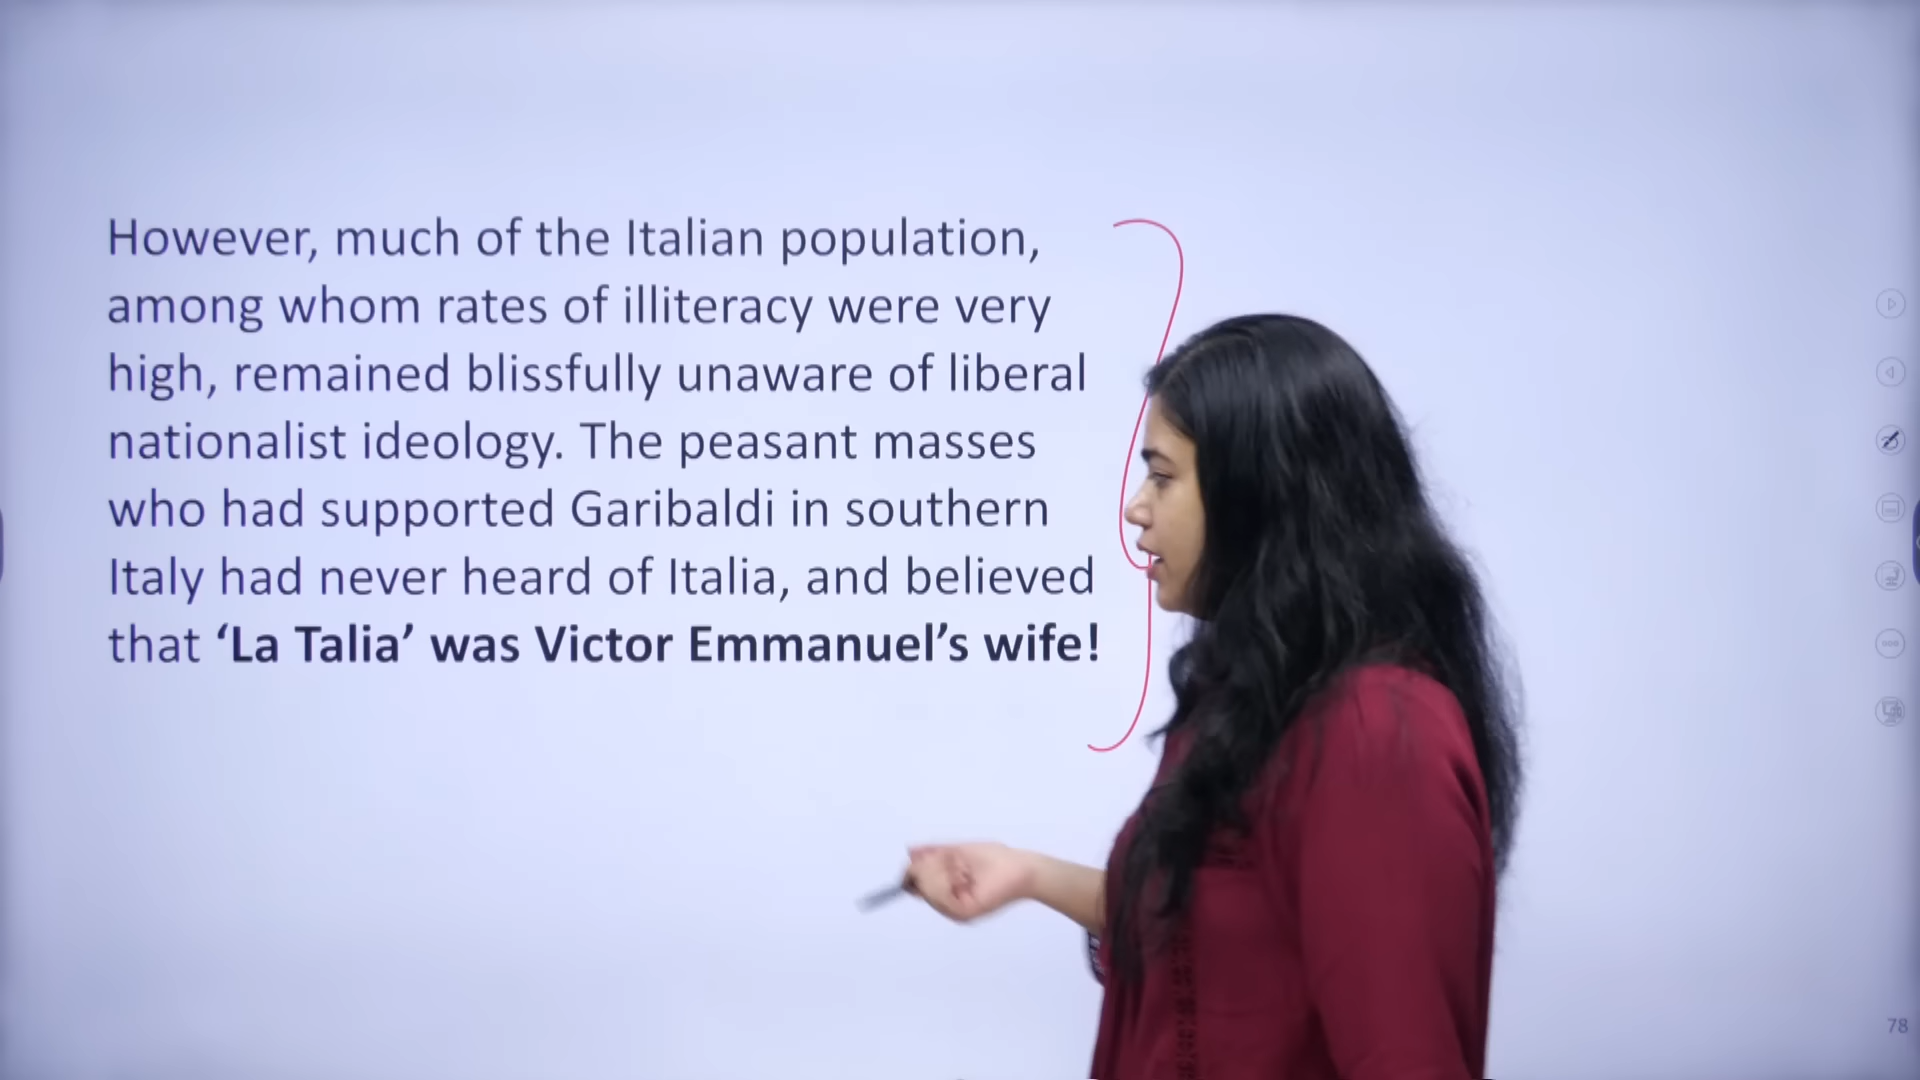 However, much of the Italian population,
among whom rates of illiteracy were very
high, remained blissfully unaware of liberal
nationalist ideology. The peasant masses
who had supported Garibaldi in southern
Italy had never heard of Italia, and believed
that ‘La Talia’ was Victor Emmanuel’s wife!
78